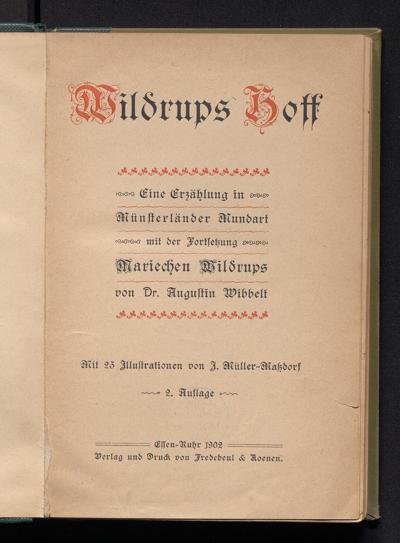 Wildrups Hoff
Eine Erzählung in
Münsterländer Mundart
mit der Fortsetzung
Mariechen Wildrups
von Dr. Augustin Wibbelt
Mit 25 Illustrationen von J. Müller-Maßdorf
2. Auflage
Essen-Ruhr 1902
Verlag und Druck von Fredebeul & Koenen.